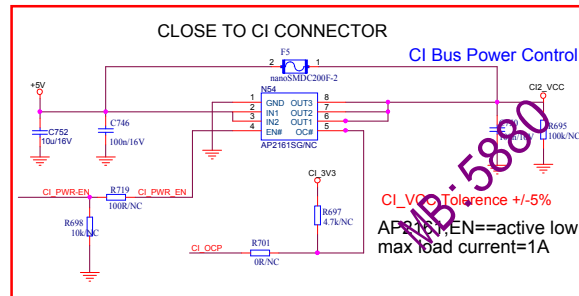 CLOSE TO CI CONNECTOR
F5
2 1
nanoSMDC200F-2
CI Bus Power Control
+5V
N54
CI2_VCC
1 GND OUT3 8
2 IN1 OUT2 7
3 IN2 OUT1 6
4 EN# OC# 5
AP2161SG/NC
C752
10u/16V
C746
100n/16V
R695
100k/NC
CI_PWR-EN
R719
100R/NC
CI_PWR_EN
CI_3V3
R698
10k/NC
R697
4.7k/NC
CI_VCC Tolerence +/-5%
AP2161,EN==active low
max load current=1A
CI_OCP
R701
0R/NC
MB:5880